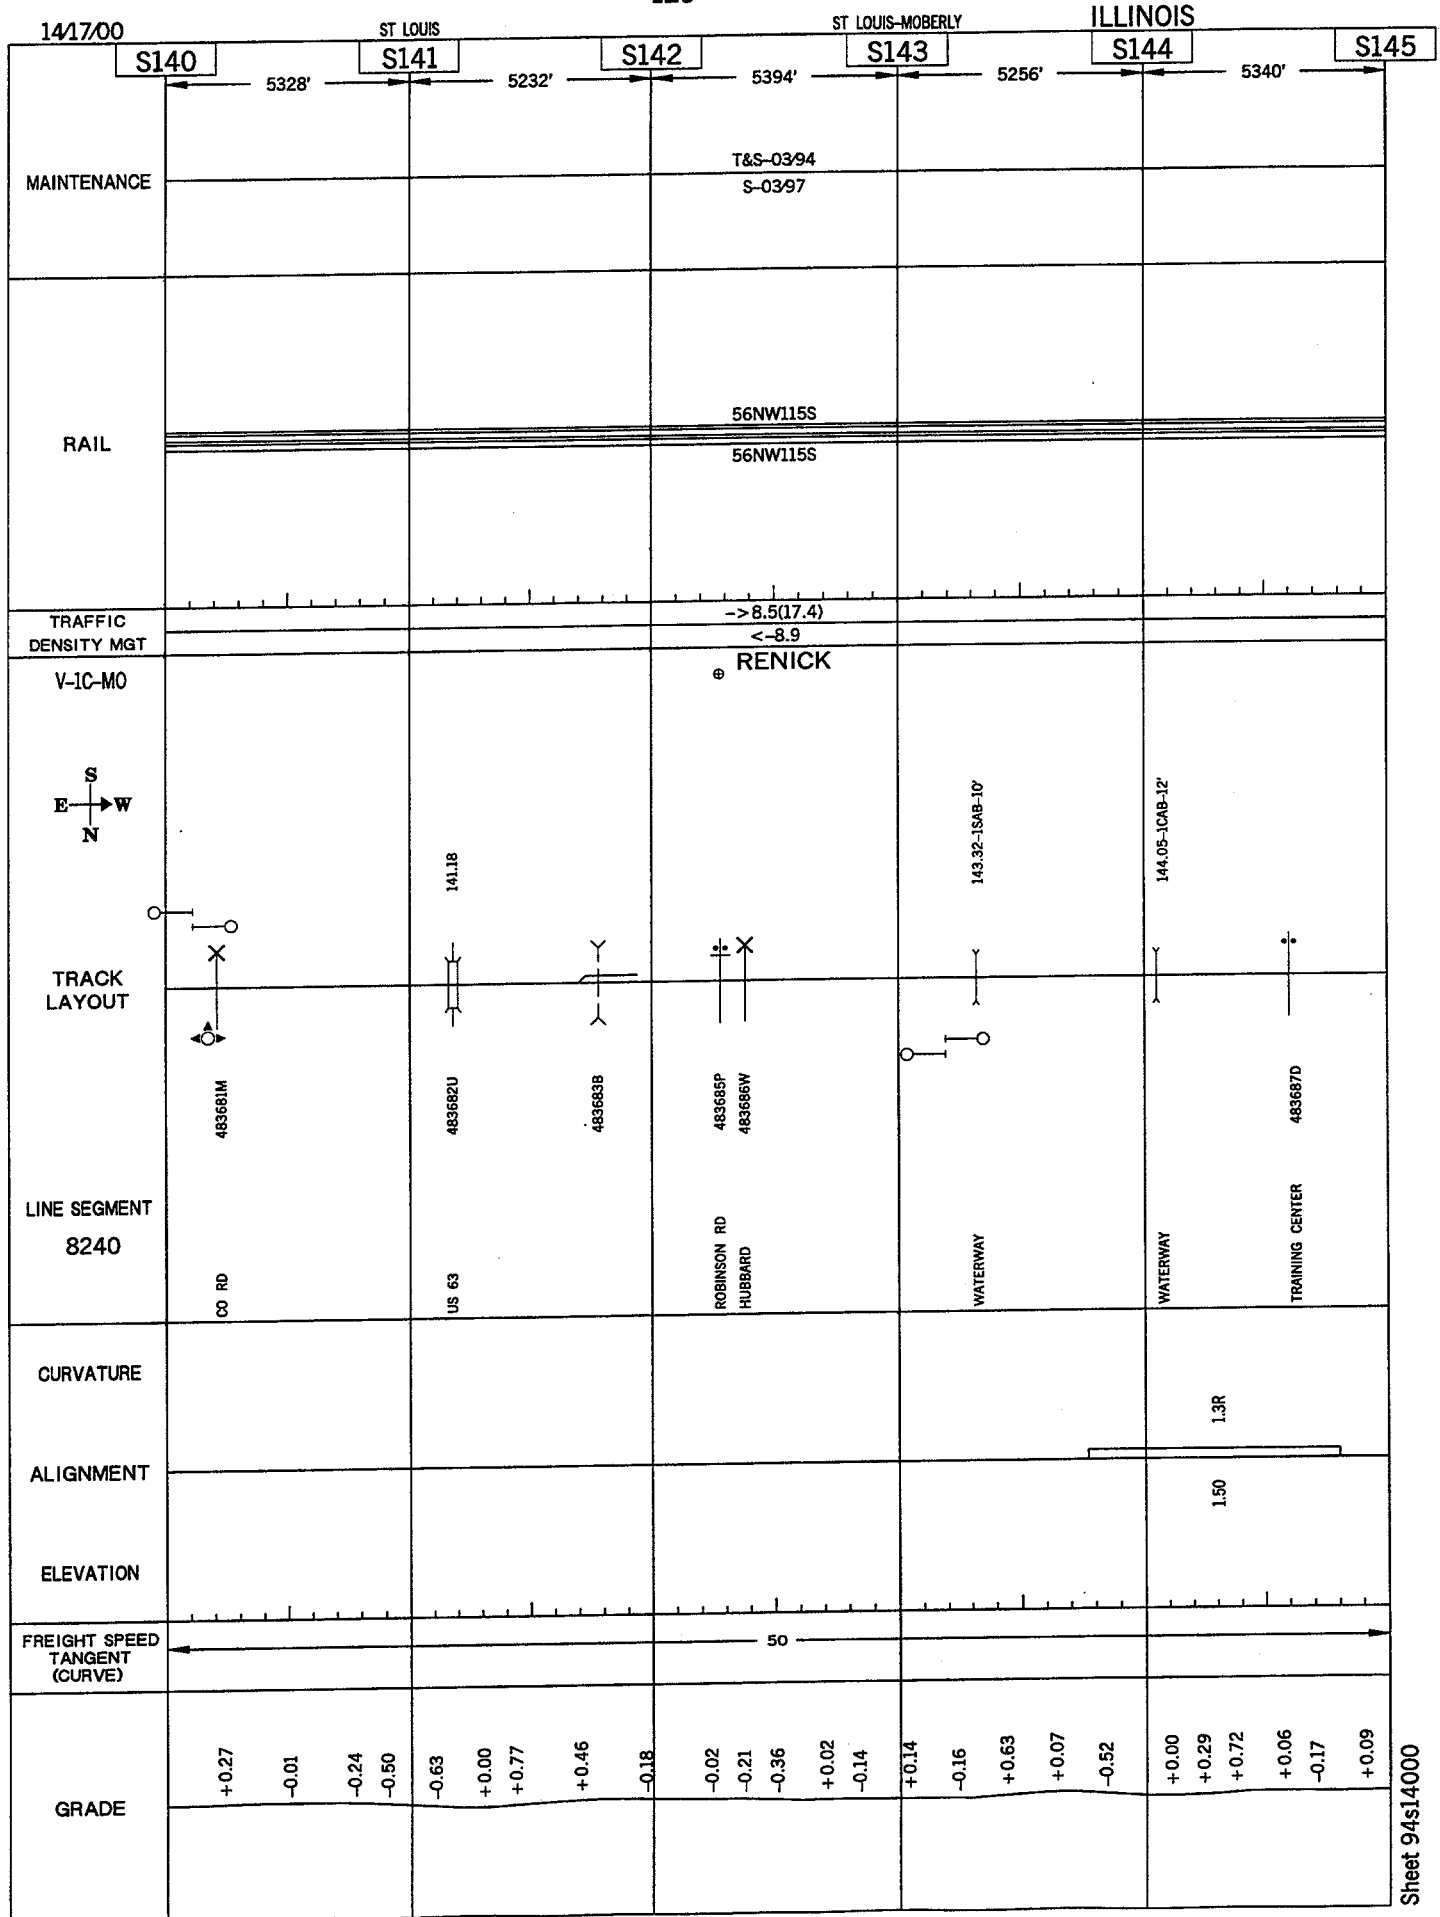 14/17/00
ST LOUIS
ST LOUIS-MOBERLY
ILLINOIS
S140
S141
S142
S143
S144
S145
5328'
5232'
5394'
5256'
5340'
MAINTENANCE
T&S-03/94
S-03/97
RAIL
56NW115S
56NW115S
TRAFFIC
DENSITY MGT
->8.5(17.4)
<-8.9
V-1C-MO
RENICK
S
E W
N
141.18
143.32-1SAB-10'
144.05-1CAB-12'
TRACK
LAYOUT
483681M
483682U
483683B
483685P
483686W
483687D
LINE SEGMENT
8240
CO RD
US 63
ROBINSON RD
HUBBARD
WATERWAY
WATERWAY
TRAINING CENTER
CURVATURE
1.3R
ALIGNMENT
1.50
ELEVATION
FREIGHT SPEED
TANGENT
(CURVE)
50
GRADE
+0.27
-0.01
-0.24
-0.50
-0.63
+0.00
+0.77
+0.46
-0.18
-0.02
-0.21
-0.36
+0.02
-0.14
+0.14
-0.16
+0.63
+0.07
-0.52
+0.00
+0.29
+0.72
+0.06
-0.17
+0.09
Sheet 94s14000